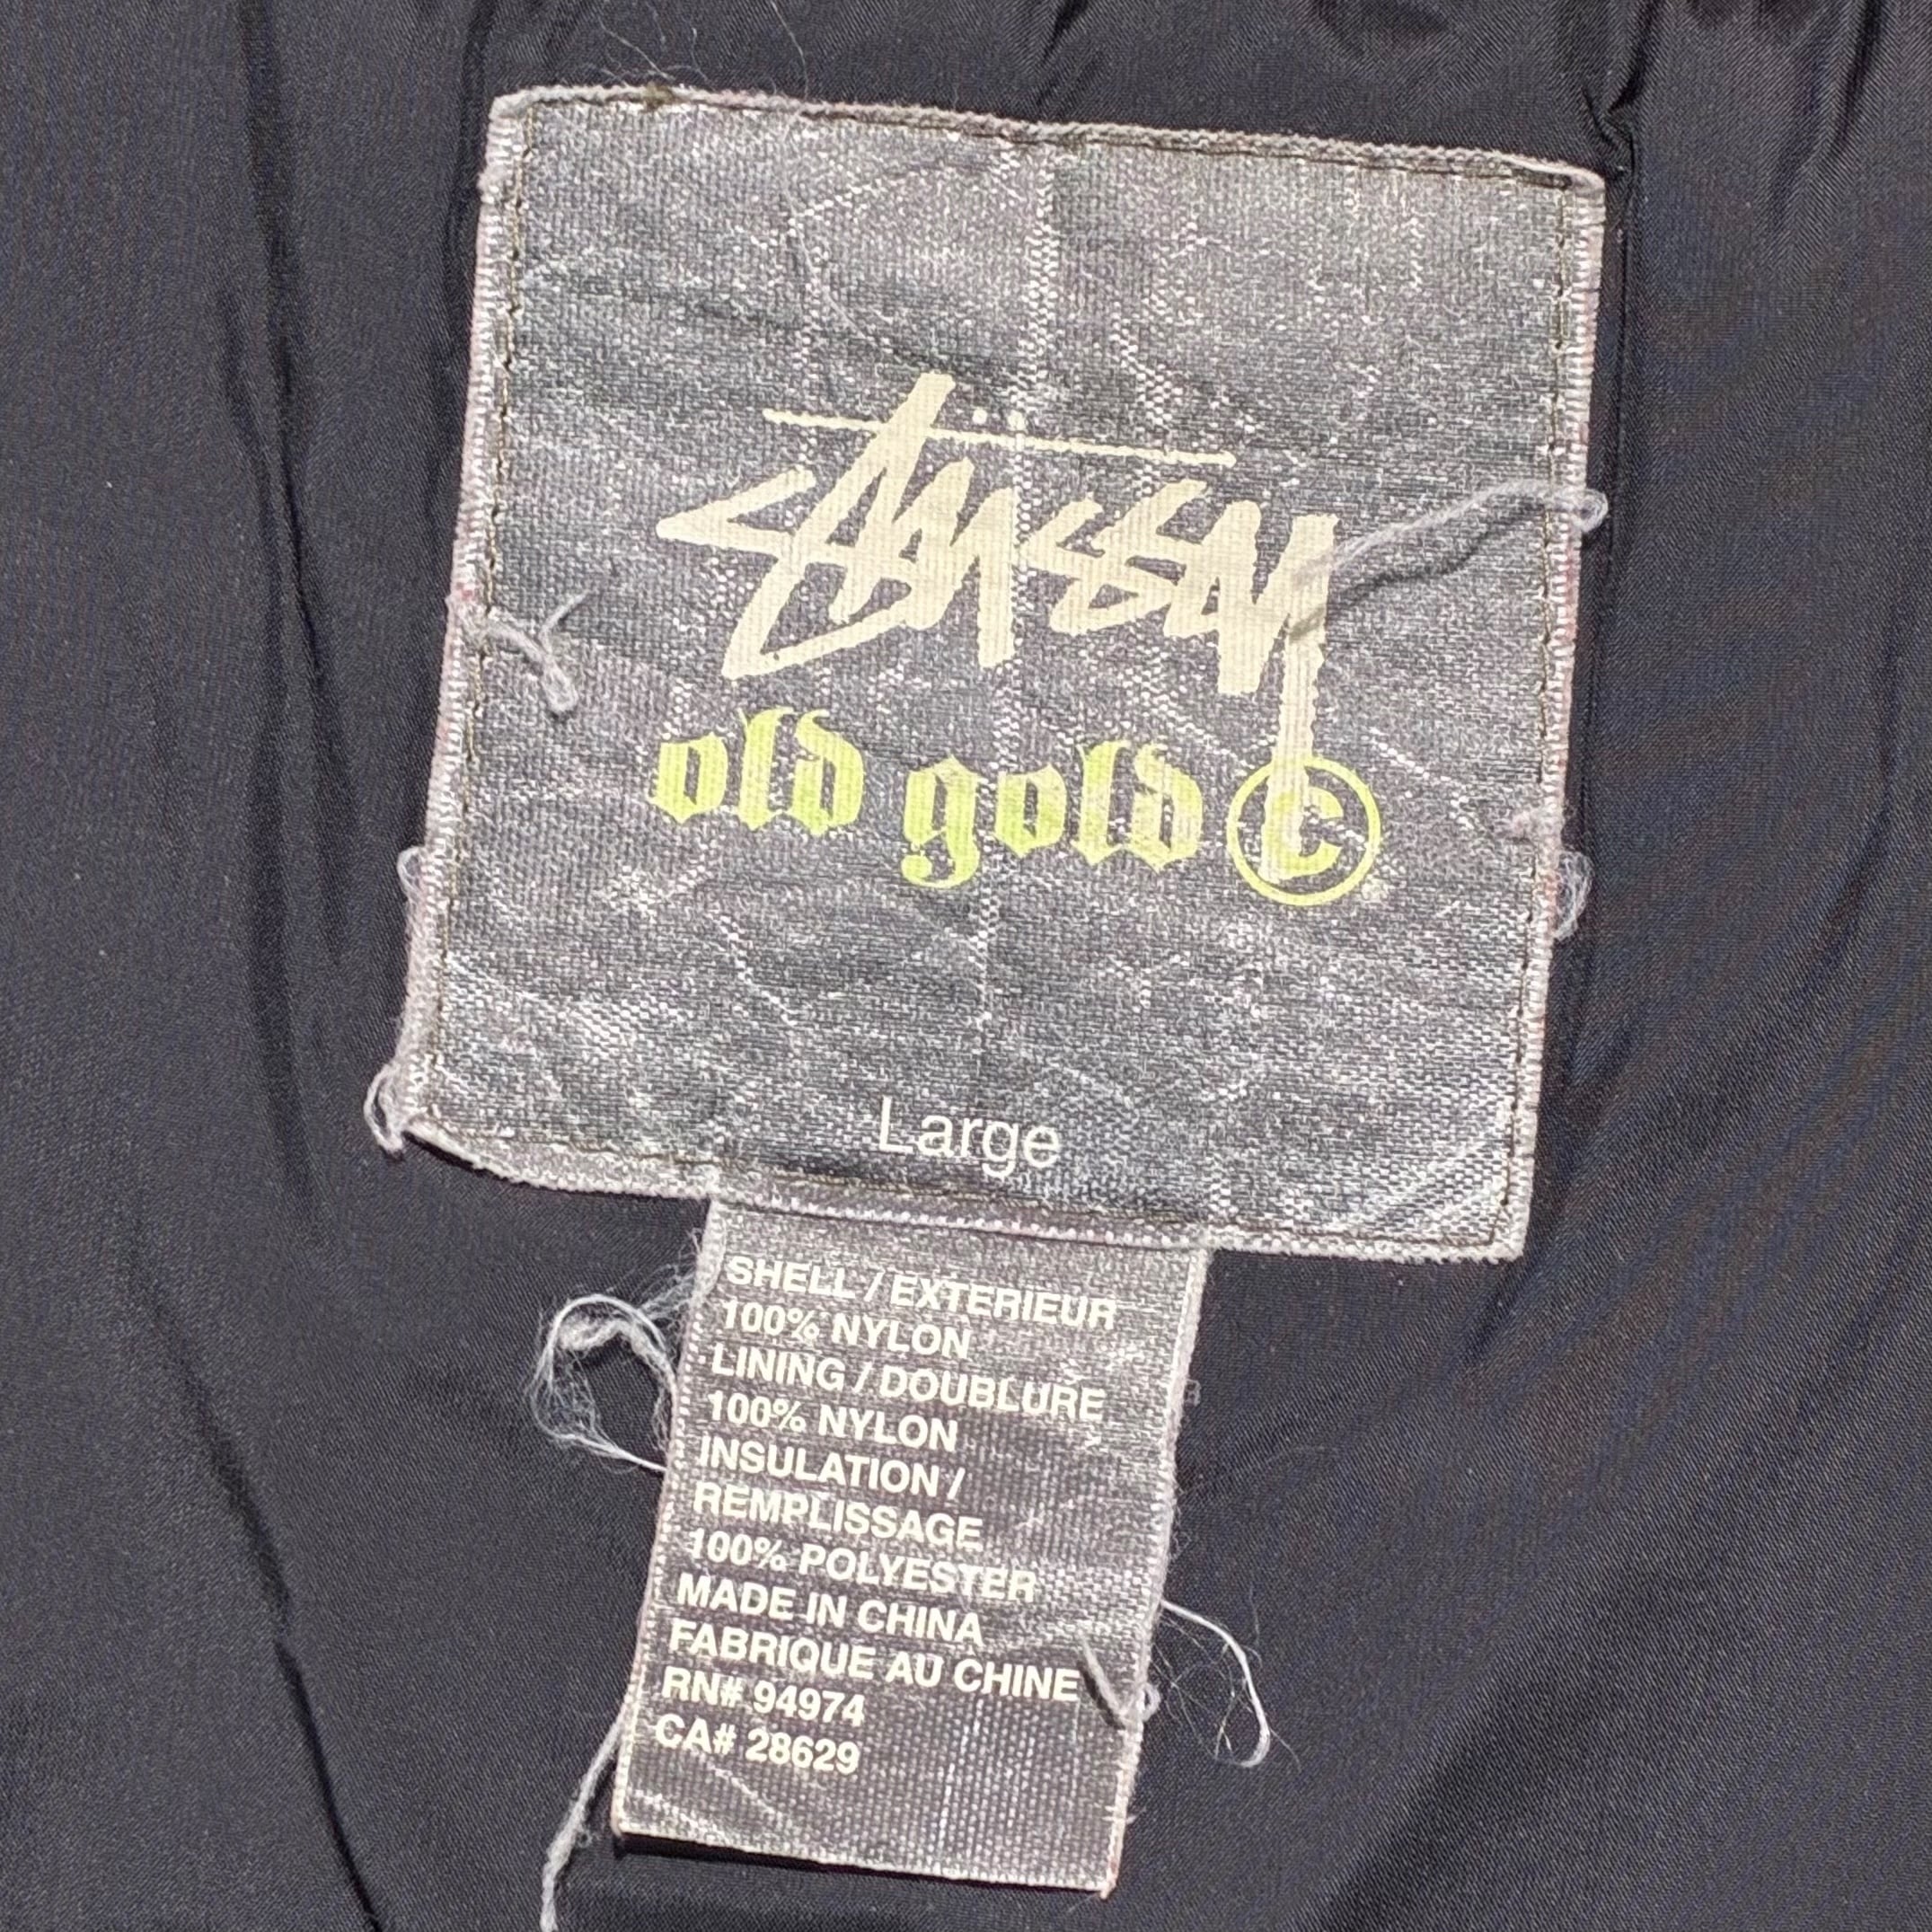 Stüssy
old gold ©
Large
SHELL / EXTERIEUR
100% NYLON
LINING / DOUBLURE
100% NYLON
INSULATION /
REMPLISSAGE
100% POLYESTER
MADE IN CHINA
FABRIQUE AU CHINE
RN# 94974
CA# 28629